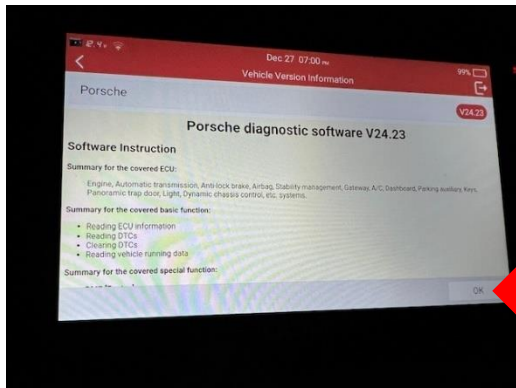 Dec 27 07:00 PM
99%
Vehicle Version Information
Porsche
V24.23
Porsche diagnostic software V24.23
Software Instruction
Summary for the covered ECU:
Engine, Automatic transmission, Anti-lock brake, Airbag, Stability management, Gateway, A/C, Dashboard, Parking auxiliary, Keys,
Panoramic trap door, Light, Dynamic chassis control, etc. systems.
Summary for the covered basic function:
• Reading ECU information
• Reading DTCs
• Clearing DTCs
• Reading vehicle running data
Summary for the covered special function:
OK